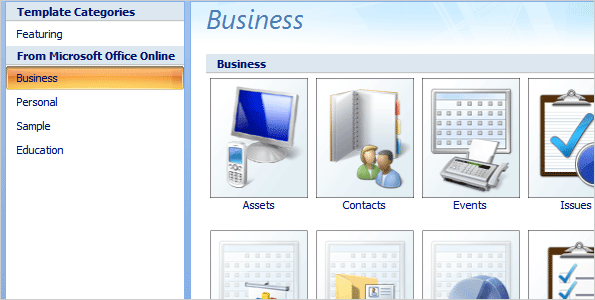 Template Categories
Featuring
From Microsoft Office Online
Business
Personal
Sample
Education
Business
Business
Assets
Contacts
Events
Issues